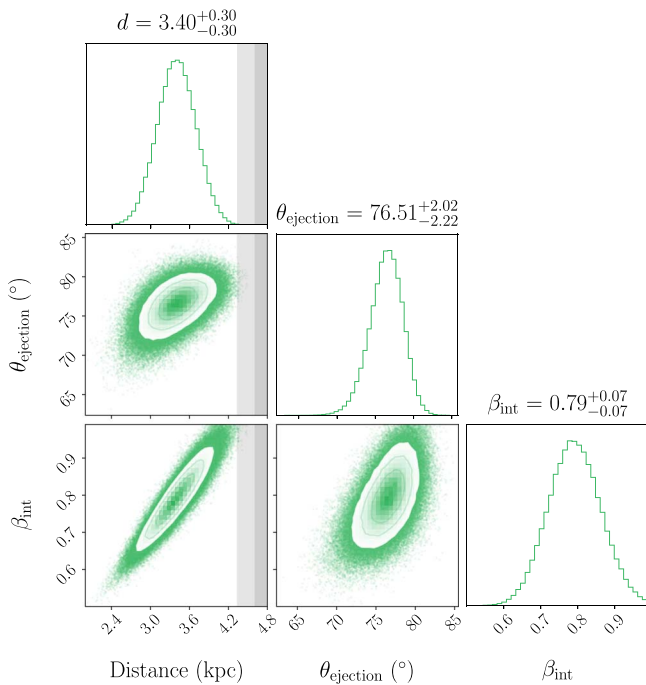 d = 3.40^{+0.30}_{-0.30}
θ_ejection = 76.51^{+2.02}_{-2.22}
β_int = 0.79^{+0.07}_{-0.07}
θ_ejection (°)
85
80
75
70
65
β_int
0.9
0.8
0.7
0.6
2.4 3.0 3.6 4.2 4.8
65 70 75 80 85
0.6 0.7 0.8 0.9
Distance (kpc)
θ_ejection (°)
β_int